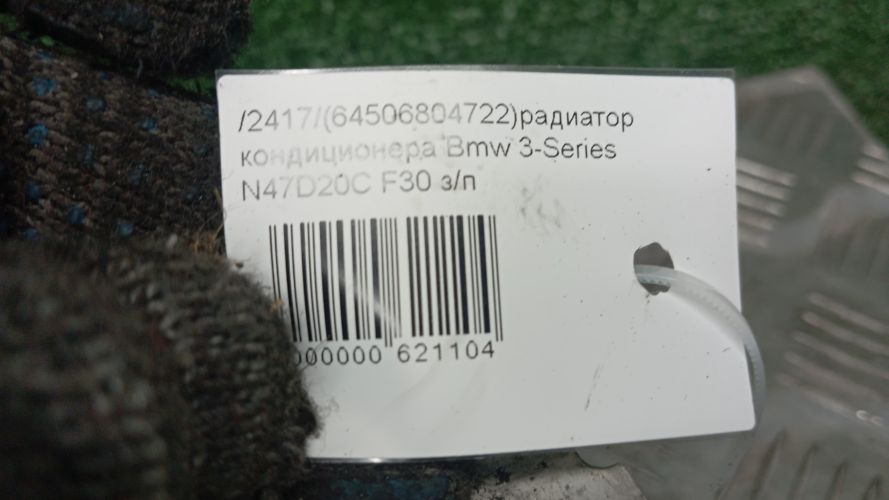 /2417/(64506804722)радиатор
кондиционера Bmw 3-Series
N47D20C F30 з/п
000000 621104